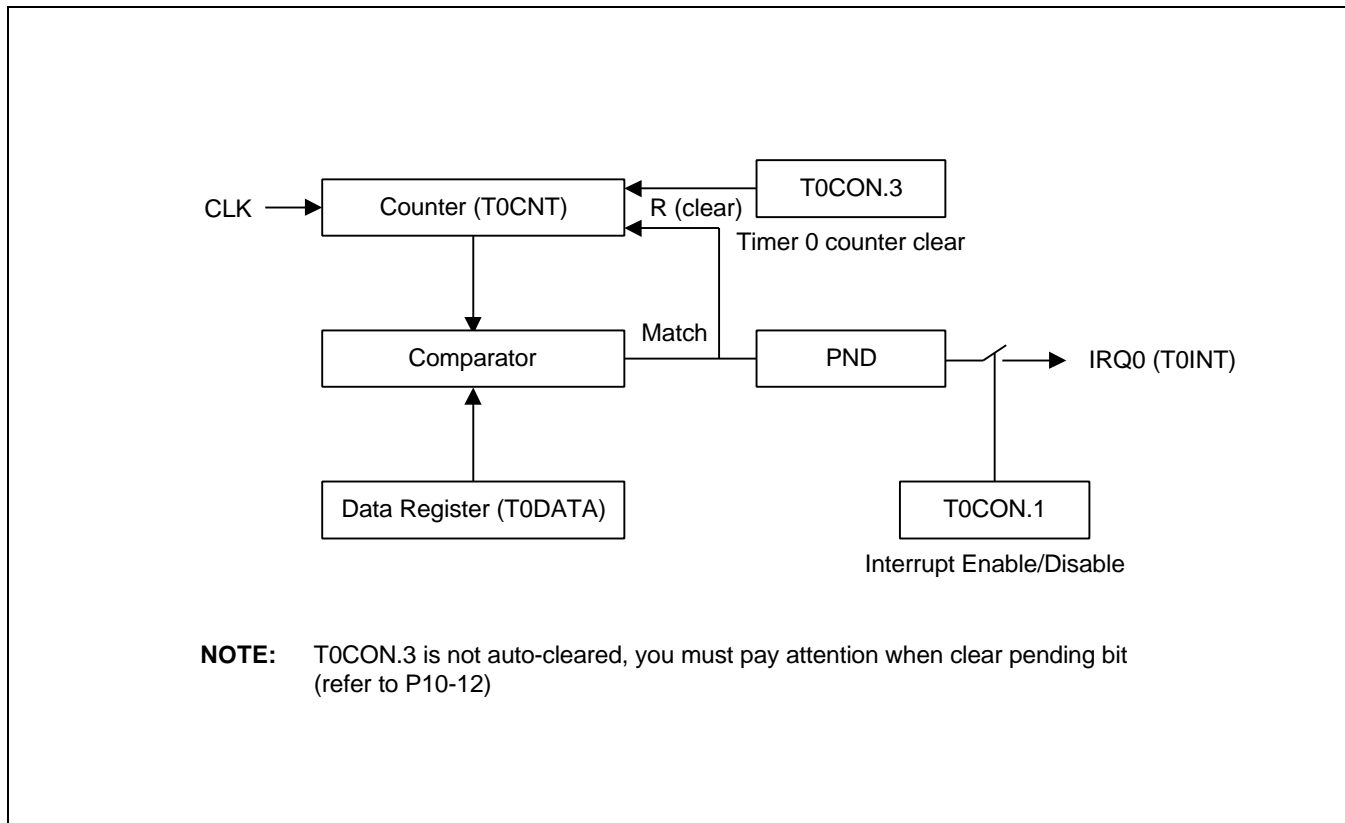 T0CON.3
CLK
Counter (T0CNT)
R (clear)
Timer 0 counter clear
Match
Comparator
PND
IRQ0 (T0INT)
Data Register (T0DATA)
T0CON.1
Interrupt Enable/Disable
NOTE: T0CON.3 is not auto-cleared, you must pay attention when clear pending bit
(refer to P10-12)